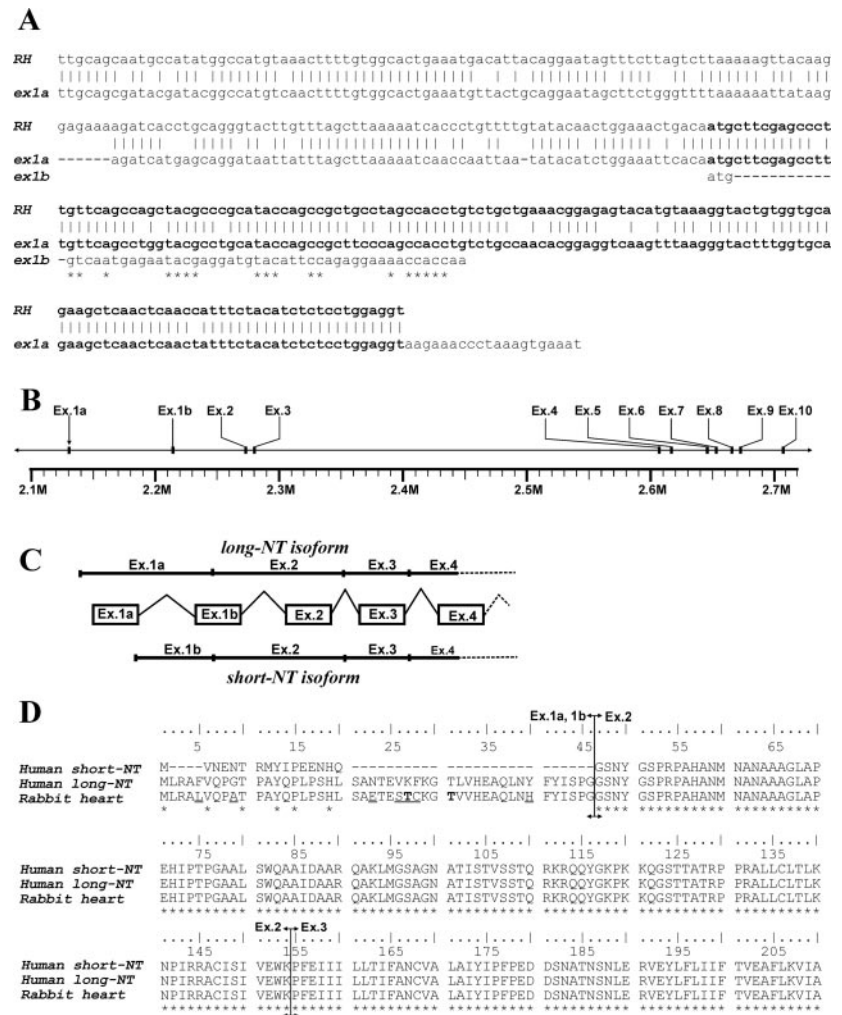 A
RH ttgcagcaatgccatatggccatgtaaacttttgtggcactgaaatgacattacaggaatagtttcttagtcttaaaaagttacaag
ex1a ttgcagcgatacgatacggccatgtcaacttttgtggcactgaaatgttactgcaggaatagcttctgggttttaaaaaattataag
RH gagaaaagatcacctgcagggtacttgtttagcttaaaaatcaccctgttttgtatacaactggaaactgacaatgcttcgagccct
ex1a ------agatcatgagcaggataattatttagcttaaaaatcaaccaattaa-tatacatctggaaattcacaatgcttcgagcctt
ex1b atg-----------
RH tgttcagccagctacgcccgcataccagccgctgcctagccacctgtctgctgaaacggagagtacatgtaaaggtactgtggtgca
ex1a tgttcagcctggtacgcctgcataccagccgcttcccagccacctgtctgccaacacggaggtcaagtttaagggtactttggtgca
ex1b -gtcaatgagaatacgaggatgtacattccagaggaaaaccaccaa
** * **** *** ** * *****
RH gaagctcaactcaaccatttctacatctctcctggaggt
ex1a gaagctcaactcaactatttctacatctctcctggaggtaagaaaccctaaagtgaaat
B
Ex.1a Ex.1b Ex.2 Ex.3 Ex.4 Ex.5 Ex.6 Ex.7 Ex.8 Ex.9 Ex.10
2.1M 2.2M 2.3M 2.4M 2.5M 2.6M 2.7M
C
long-NT isoform
Ex.1a Ex.2 Ex.3 Ex.4
Ex.1a Ex.1b Ex.2 Ex.3 Ex.4
Ex.1b Ex.2 Ex.3 Ex.4
short-NT isoform
D
Ex.1a, 1b Ex.2
5 15 25 35 45 55 65
Human short-NT M----VNENT RMYIPEENHQ ---------- ---------- ------GSNY GSPRPAHANM NANAAAGLAP
Human long-NT MLRAFVQPGT PAYQPLPSHL SANTEVKFKG TLVHEAQLNY FYISPGGSNY GSPRPAHANM NANAAAGLAP
Rabbit heart MLRALVQPAT PAYQPLPSHL SAETESTCKG TVVHEAQLNH FYISPGGSNY GSPRPAHANM NANAAAGLAP
* * * * * **** ********** **********
75 85 95 105 115 125 135
Human short-NT EHIPTPGAAL SWQAAIDAAR QAKLMGSAGN ATISTVSSTQ RKRQQYGKPK KQGSTTATRP PRALLCLTLK
Human long-NT EHIPTPGAAL SWQAAIDAAR QAKLMGSAGN ATISTVSSTQ RKRQQYGKPK KQGSTTATRP PRALLCLTLK
Rabbit heart EHIPTPGAAL SWQAAIDAAR QAKLMGSAGN ATISTVSSTQ RKRQQYGKPK KQGSTTATRP PRALLCLTLK
********** ********** ********** ********** ********** ********** **********
Ex.2 Ex.3
145 155 165 175 185 195 205
Human short-NT NPIRRACISI VEWKPFEIII LLTIFANCVA LAIYIPFPED DSNATNSNLE RVEYLFLIIF TVEAFLKVIA
Human long-NT NPIRRACISI VEWKPFEIII LLTIFANCVA LAIYIPFPED DSNATNSNLE RVEYLFLIIF TVEAFLKVIA
Rabbit heart NPIRRACISI VEWKPFEIII LLTIFANCVA LAIYIPFPED DSNATNSNLE RVEYLFLIIF TVEAFLKVIA
********** ********** ********** ********** ********** ********** **********